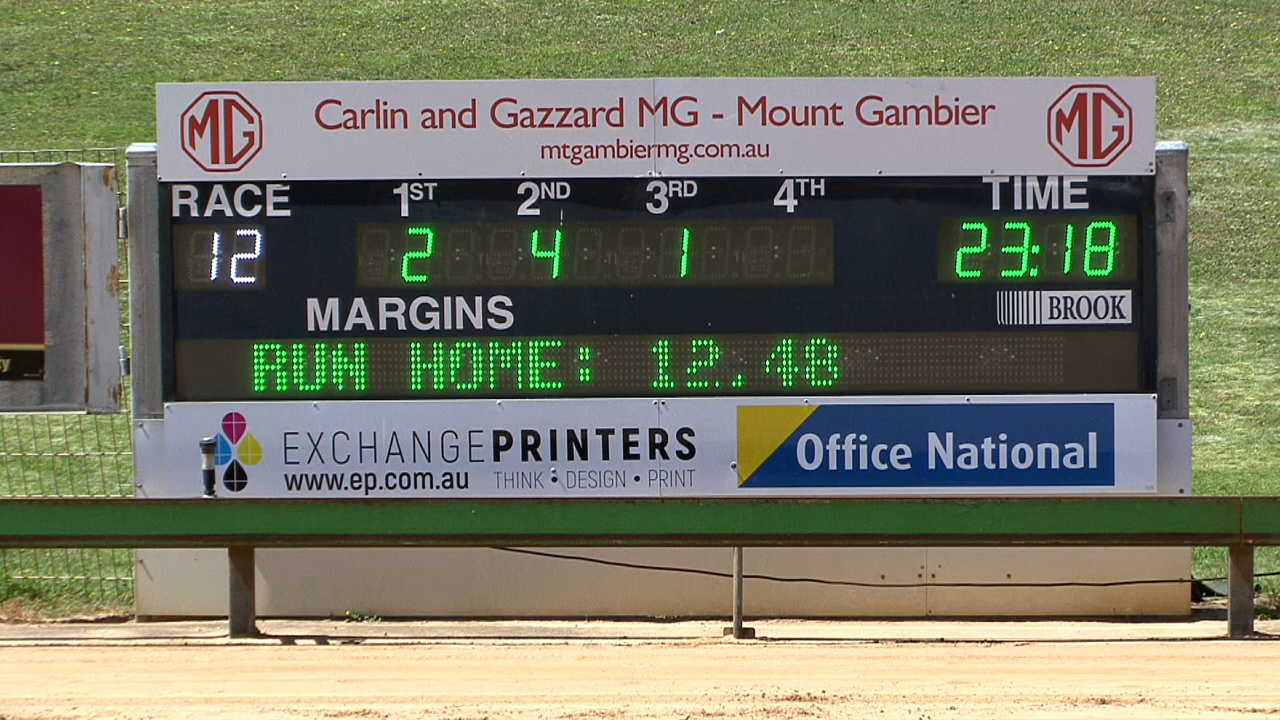 MG Carlin and Gazzard MG - Mount Gambier MG
mtgambiermg.com.au
RACE 1ST 2ND 3RD 4TH TIME
12 2 4 1 23:18
MARGINS BROOK
RUN HOME: 12.48
EXCHANGEPRINTERS Office National
www.ep.com.au THINK • DESIGN • PRINT